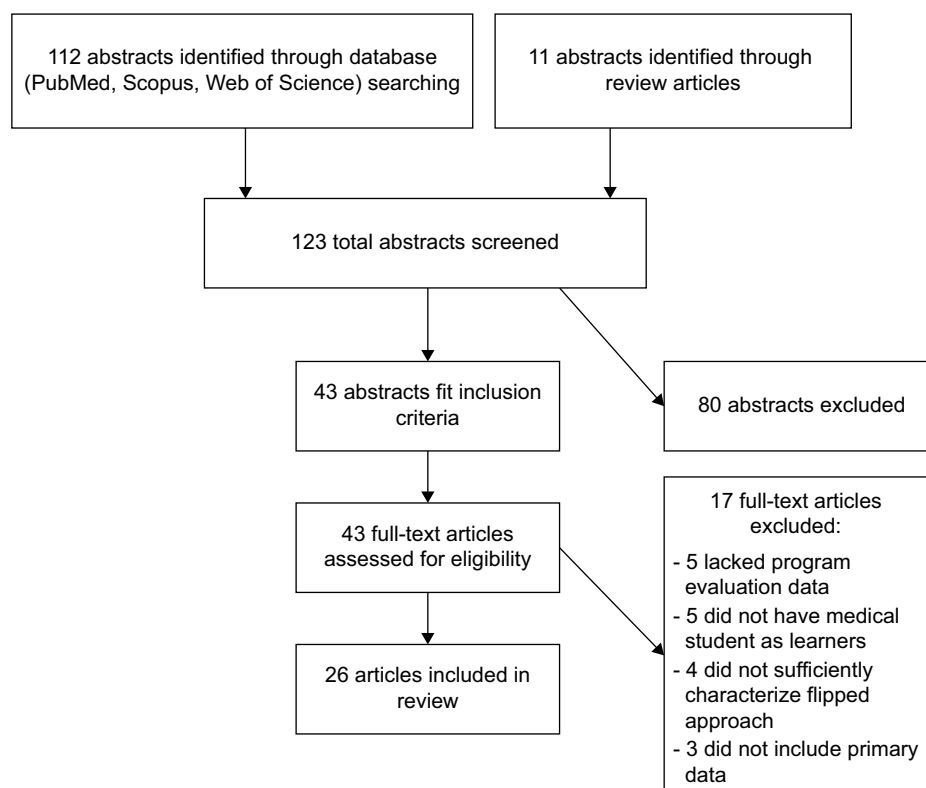 112 abstracts identified through database
(PubMed, Scopus, Web of Science) searching
11 abstracts identified through
review articles
123 total abstracts screened
43 abstracts fit inclusion
criteria
80 abstracts excluded
43 full-text articles
assessed for eligibility
17 full-text articles
excluded:
- 5 lacked program
evaluation data
- 5 did not have medical
student as learners
- 4 did not sufficiently
characterize flipped
approach
- 3 did not include primary
data
26 articles included in
review